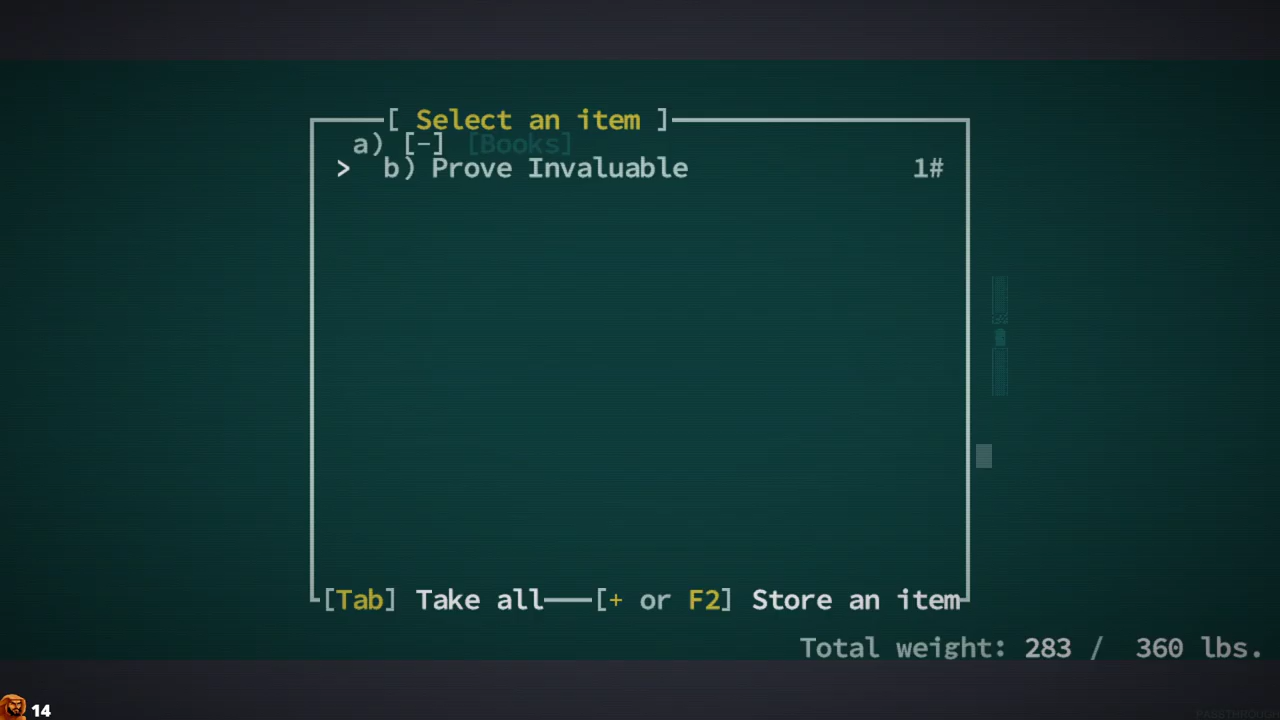 [ Select an item ]
a) [-] [Books]
> b) Prove Invaluable 1#
[Tab] Take all [+ or F2] Store an item
Total weight: 283 / 360 lbs.
14
PASSTHROUGH